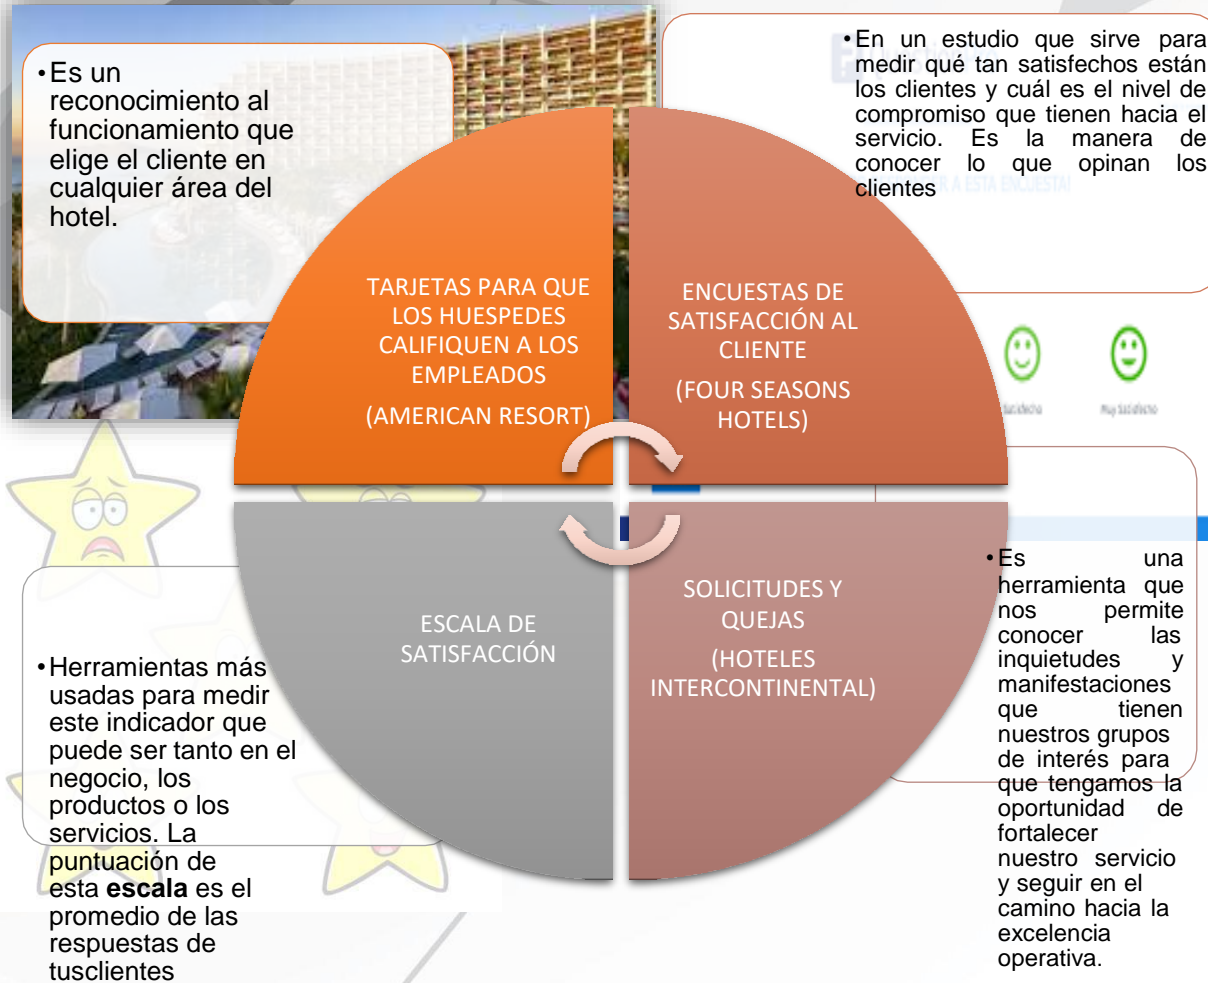 •Es un
reconocimiento al
funcionamiento que
elige el cliente en
cualquier área del
hotel.
•En un estudio que sirve para
medir qué tan satisfechos están
los clientes y cuál es el nivel de
compromiso que tienen hacia el
servicio. Es la manera de
conocer lo que opinan los
clientes
A ESTA ENCUESTA!
TARJETAS PARA QUE
LOS HUESPEDES
CALIFIQUEN A LOS
EMPLEADOS
(AMERICAN RESORT)
ENCUESTAS DE
SATISFACCIÓN AL
CLIENTE
(FOUR SEASONS
HOTELS)
Satisfecho
Muy Satisfecho
ESCALA DE
SATISFACCIÓN
SOLICITUDES Y
QUEJAS
(HOTELES
INTERCONTINENTAL)
•Herramientas más
usadas para medir
este indicador que
puede ser tanto en el
negocio, los
productos o los
servicios. La
puntuación de
esta escala es el
promedio de las
respuestas de
tusclientes
•Es una
herramienta que
nos permite
conocer las
inquietudes y
manifestaciones
que tienen
nuestros grupos
de interés para
que tengamos la
oportunidad de
fortalecer
nuestro servicio
y seguir en el
camino hacia la
excelencia
operativa.